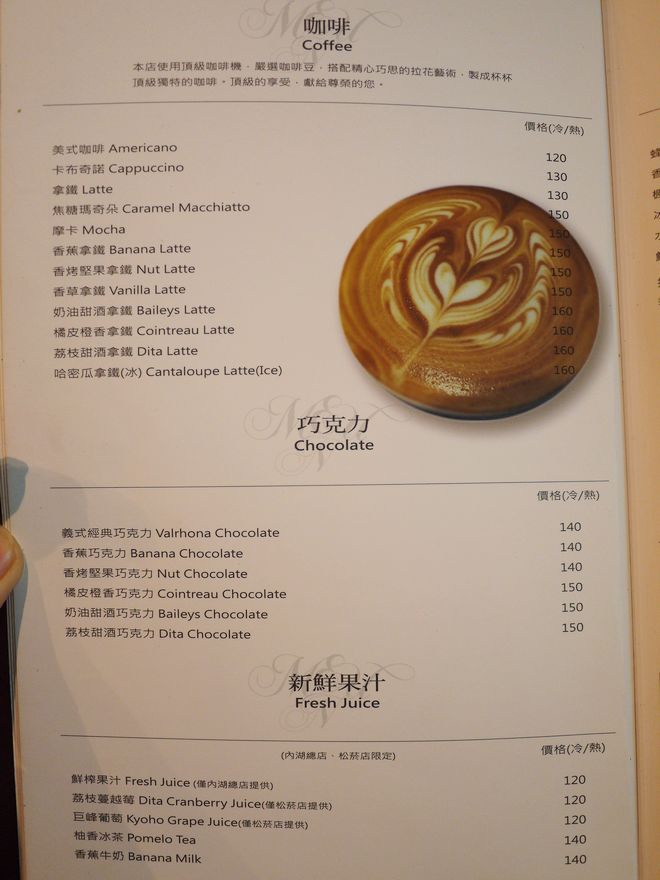 咖啡
Coffee
本店使用頂級咖啡機，嚴選咖啡豆，搭配精心巧思的拉花藝術，製成杯杯
頂級獨特的咖啡。頂級的享受，獻給尊榮的您。
價格(冷/熱)
美式咖啡 Americano 120
卡布奇諾 Cappuccino 130
拿鐵 Latte 130
焦糖瑪奇朵 Caramel Macchiatto 150
摩卡 Mocha 150
香蕉拿鐵 Banana Latte 150
香烤堅果拿鐵 Nut Latte 150
香草拿鐵 Vanilla Latte 150
奶油甜酒拿鐵 Baileys Latte 160
橘皮橙香拿鐵 Cointreau Latte 160
荔枝甜酒拿鐵 Dita Latte 160
哈密瓜拿鐵(冰) Cantaloupe Latte(Ice) 160
巧克力
Chocolate
價格(冷/熱)
義式經典巧克力 Valrhona Chocolate 140
香蕉巧克力 Banana Chocolate 140
香烤堅果巧克力 Nut Chocolate 140
橘皮橙香巧克力 Cointreau Chocolate 150
奶油甜酒巧克力 Baileys Chocolate 150
荔枝甜酒巧克力 Dita Chocolate 150
新鮮果汁
Fresh Juice
(內湖總店、松菸店限定) 價格(冷/熱)
鮮榨果汁 Fresh Juice (僅內湖總店提供) 120
荔枝蔓越莓 Dita Cranberry Juice(僅松菸店提供) 120
巨峰葡萄 Kyoho Grape Juice(僅松菸店提供) 120
柚香冰茶 Pomelo Tea 140
香蕉牛奶 Banana Milk 140